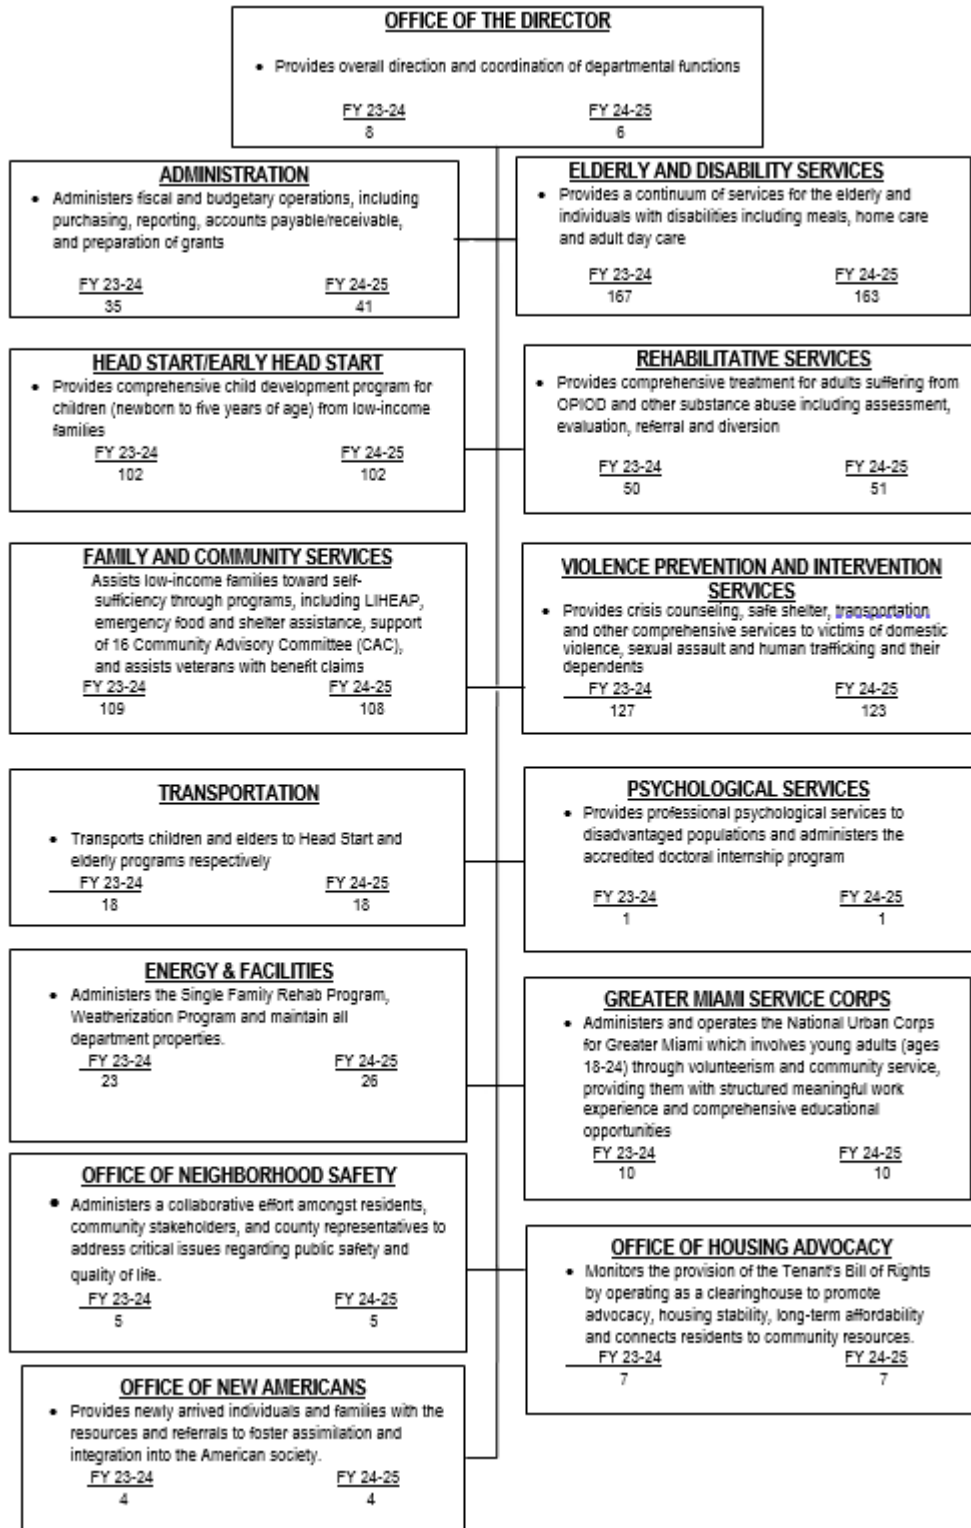 OFFICE OF THE DIRECTOR
• Provides overall direction and coordination of departmental functions
FY 23-24 FY 24-25
8 6
ADMINISTRATION
• Administers fiscal and budgetary operations, including
purchasing, reporting, accounts payable/receivable,
and preparation of grants
FY 23-24 FY 24-25
35 41
ELDERLY AND DISABILITY SERVICES
• Provides a continuum of services for the elderly and
individuals with disabilities including meals, home care
and adult day care
FY 23-24 FY 24-25
167 163
HEAD START/EARLY HEAD START
• Provides comprehensive child development program for
children (newborn to five years of age) from low-income
families
FY 23-24 FY 24-25
102 102
REHABILITATIVE SERVICES
• Provides comprehensive treatment for adults suffering from
OPIOD and other substance abuse including assessment,
evaluation, referral and diversion
FY 23-24 FY 24-25
50 51
FAMILY AND COMMUNITY SERVICES
Assists low-income families toward self-
sufficiency through programs, including LIHEAP,
emergency food and shelter assistance, support
of 16 Community Advisory Committee (CAC),
and assists veterans with benefit claims
FY 23-24 FY 24-25
109 108
VIOLENCE PREVENTION AND INTERVENTION
SERVICES
• Provides crisis counseling, safe shelter, transportation
and other comprehensive services to victims of domestic
violence, sexual assault and human trafficking and their
dependents
FY 23-24 FY 24-25
127 123
TRANSPORTATION
• Transports children and elders to Head Start and
elderly programs respectively
FY 23-24 FY 24-25
18 18
PSYCHOLOGICAL SERVICES
• Provides professional psychological services to
disadvantaged populations and administers the
accredited doctoral internship program
FY 23-24 FY 24-25
1 1
ENERGY & FACILITIES
• Administers the Single Family Rehab Program,
Weatherization Program and maintain all
department properties.
FY 23-24 FY 24-25
23 26
GREATER MIAMI SERVICE CORPS
• Administers and operates the National Urban Corps
for Greater Miami which involves young adults (ages
18-24) through volunteerism and community service,
providing them with structured meaningful work
experience and comprehensive educational
opportunities
FY 23-24 FY 24-25
10 10
OFFICE OF NEIGHBORHOOD SAFETY
• Administers a collaborative effort amongst residents,
community stakeholders, and county representatives to
address critical issues regarding public safety and
quality of life.
FY 23-24 FY 24-25
5 5
OFFICE OF HOUSING ADVOCACY
• Monitors the provision of the Tenant's Bill of Rights
by operating as a clearinghouse to promote
advocacy, housing stability, long-term affordability
and connects residents to community resources.
FY 23-24 FY 24-25
7 7
OFFICE OF NEW AMERICANS
• Provides newly arrived individuals and families with the
resources and referrals to foster assimilation and
integration into the American society.
FY 23-24 FY 24-25
4 4